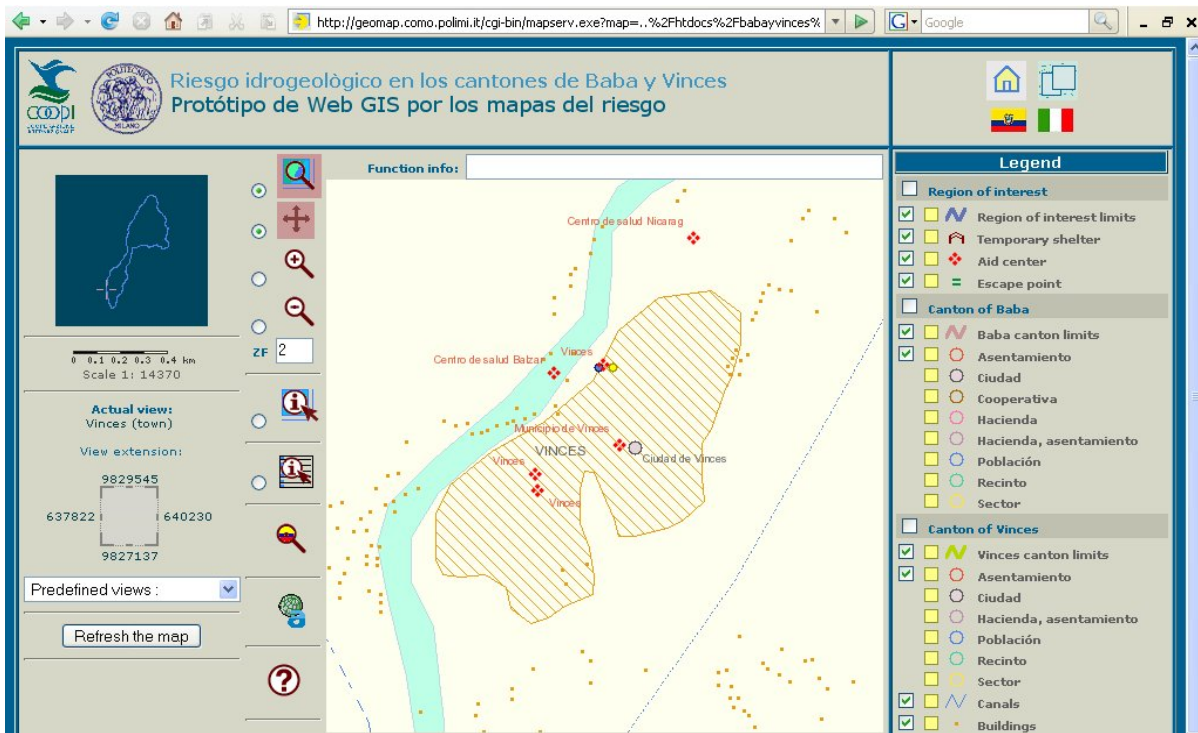 http://geomap.como.polimi.it/cgi-bin/mapserv.exe?map=..%2Fhtdocs%2Fbabayvinces%
G Google
COOPI
POLITECNICO
MILANO
Riesgo idrogeològico en los cantones de Baba y Vinces
Protótipo de Web GIS por los mapas del riesgo
0 0.1 0.2 0.3 0.4 km
Scale 1: 14370
Actual view:
Vinces (town)
View extension:
9829545
637822
640230
9827137
Predefined views :
Refresh the map
ZF 2
Function info:
Centro de salud Nicarag
Centro de salud Balzar
Vinces
Municipio de Vinces
VINCES
Ciudad de Vinces
Vinces
Vinces
Legend
Region of interest
Region of interest limits
Temporary shelter
Aid center
Escape point
Canton of Baba
Baba canton limits
Asentamiento
Ciudad
Cooperativa
Hacienda
Hacienda, asentamiento
Población
Recinto
Sector
Canton of Vinces
Vinces canton limits
Asentamiento
Ciudad
Hacienda, asentamiento
Población
Recinto
Sector
Canals
Buildings